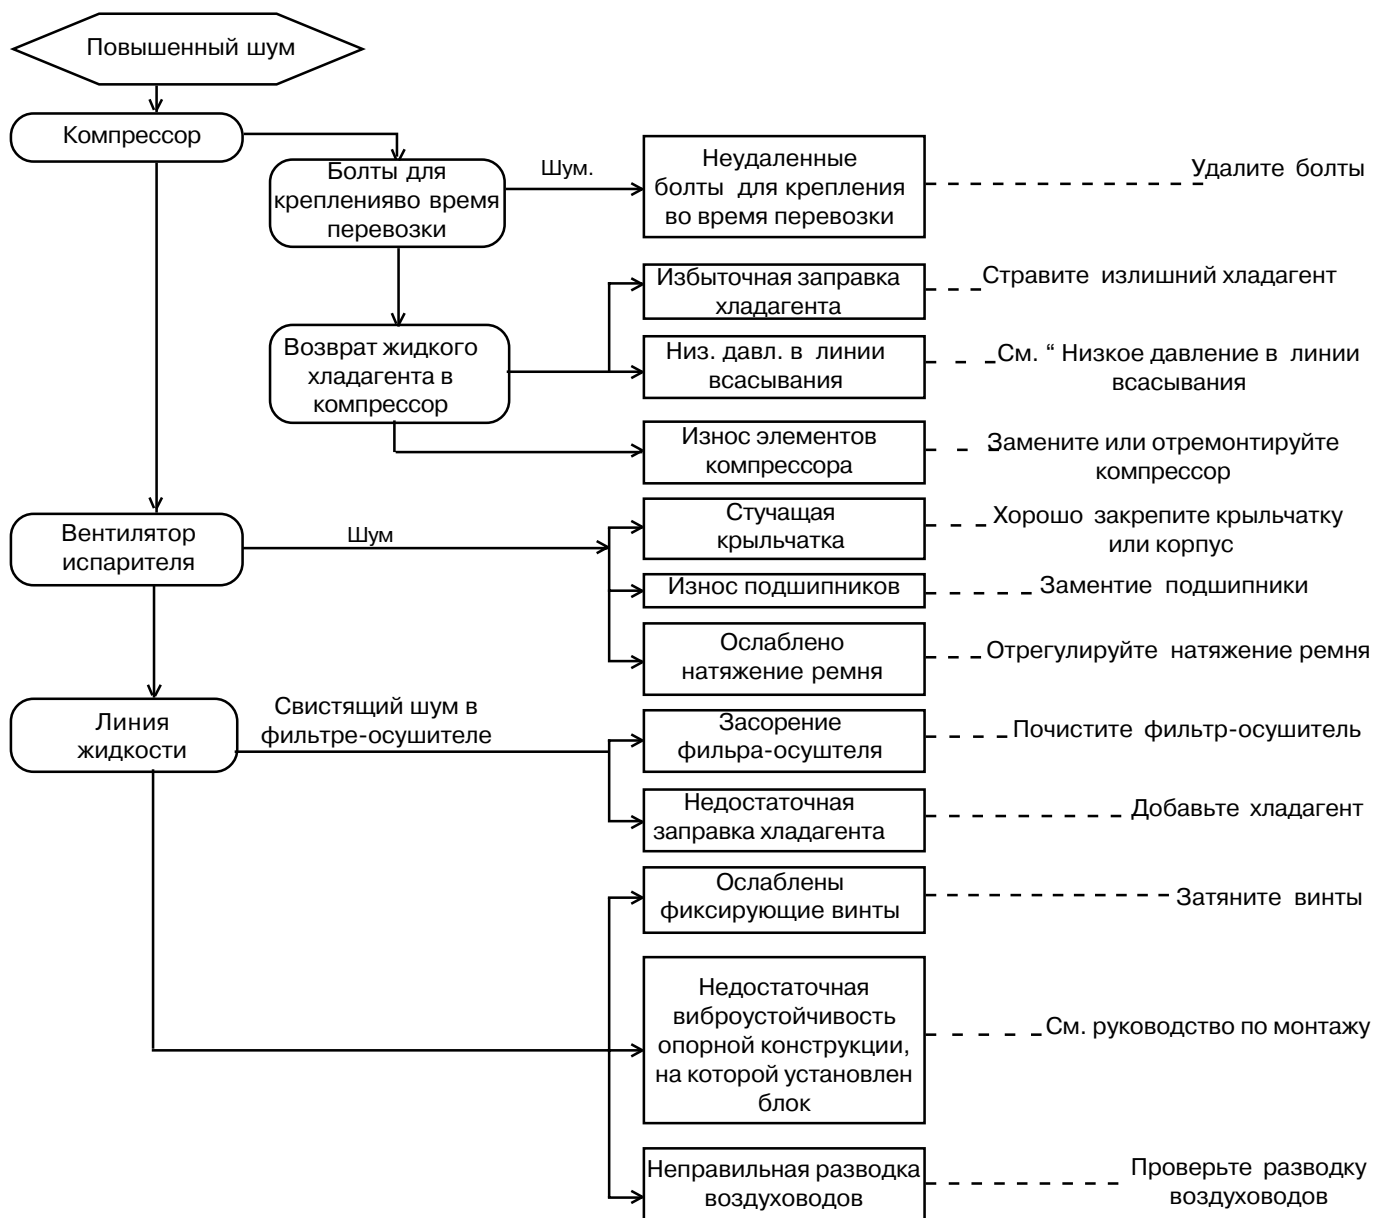 Повышенный шум
Компрессор
Болты для
крепленияво время
перевозки
Шум.
Неудаленные
болты для крепления
во время перевозки
Удалите болты
Избыточная заправка
хладагента
Стравите излишний хладагент
Возврат жидкого
хладагента в
компрессор
Низ. давл. в линии
всасывания
См. “ Низкое давление в линии
всасывания
Износ элементов
компрессора
Замените или отремонтируйте
компрессор
Вентилятор
испарителя
Шум
Стучащая
крыльчатка
Хорошо закрепите крыльчатку
или корпус
Износ подшипников
Заментие подшипники
Ослаблено
натяжение ремня
Отрегулируйте натяжение ремня
Линия
жидкости
Свистящий шум в
фильтре-осушителе
Засорение
фильра-осуштеля
Почистите фильтр-осушитель
Недостаточная
заправка хладагента
Добавьте хладагент
Ослаблены
фиксирующие винты
Затяните винты
Недостаточная
виброустойчивость
опорной конструкции,
на которой установлен
блок
См. руководство по монтажу
Неправильная разводка
воздуховодов
Проверьте разводку
воздуховодов